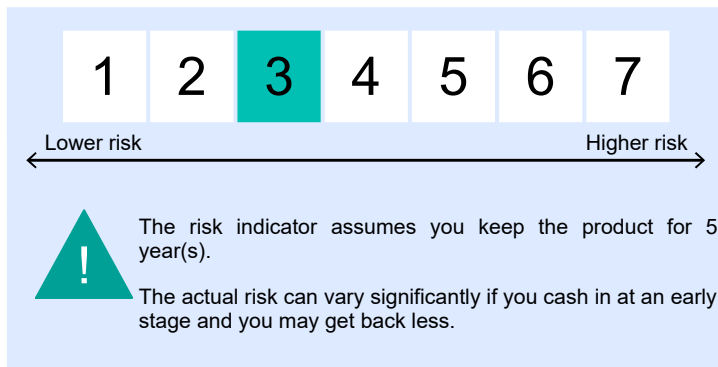 1 2 3 4 5 6 7
Lower risk Higher risk
! The risk indicator assumes you keep the product for 5
year(s).
The actual risk can vary significantly if you cash in at an early
stage and you may get back less.